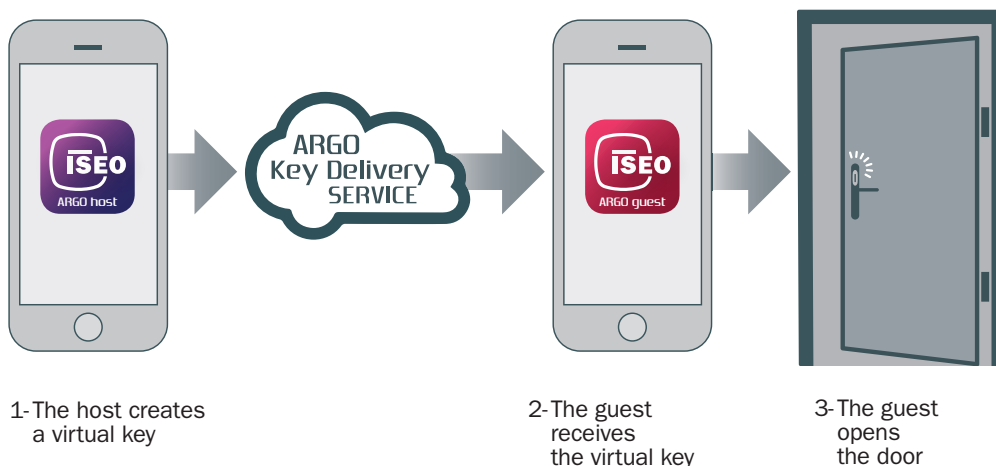 ISEO
ARGO host
ARGO
Key Delivery
SERVICE
ISEO
ARGO guest
1-The host creates
a virtual key
2-The guest
receives
the virtual key
3-The guest
opens
the door